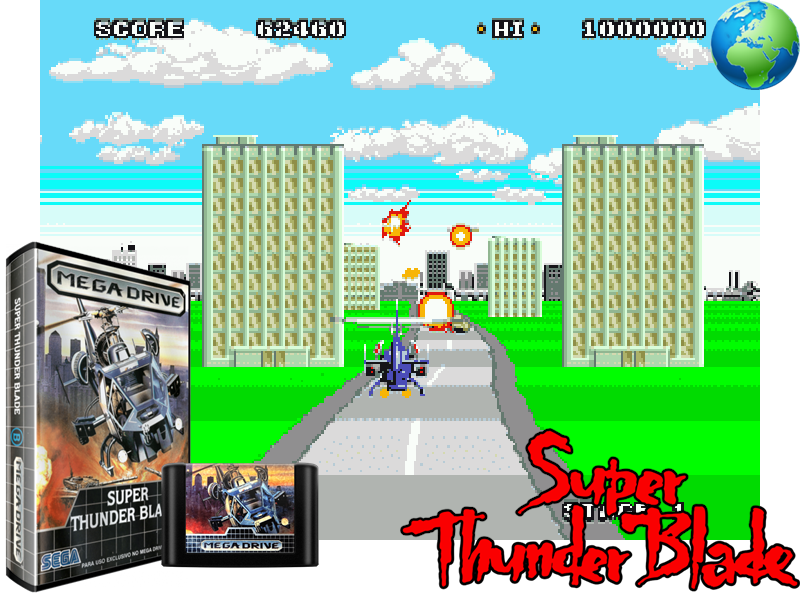 SCORE 62460 HI 1000000
MEGA DRIVE
SUPER THUNDER BLADE
MEGA DRIVE
SUPER
THUNDER BLA
SEGA
PARA USO EXCLUSIVO NO MEGA DRIV
MEGA DRIVE
Super
Thunder Blade